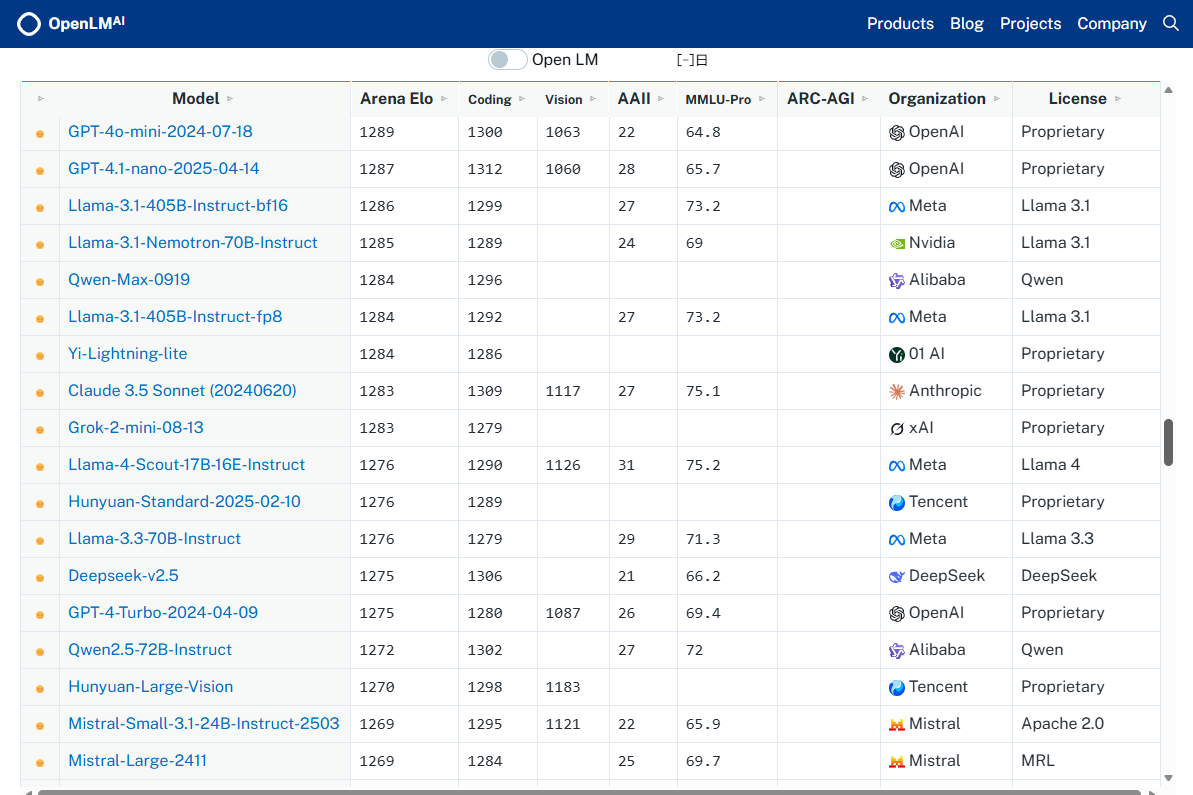 OpenLMAI Products Blog Projects Company
Open LM [-]日
Model Arena Elo Coding Vision AAII MMLU-Pro ARC-AGI Organization License
GPT-4o-mini-2024-07-18 1289 1300 1063 22 64.8 OpenAI Proprietary
GPT-4.1-nano-2025-04-14 1287 1312 1060 28 65.7 OpenAI Proprietary
Llama-3.1-405B-Instruct-bf16 1286 1299 27 73.2 Meta Llama 3.1
Llama-3.1-Nemotron-70B-Instruct 1285 1289 24 69 Nvidia Llama 3.1
Qwen-Max-0919 1284 1296 Alibaba Qwen
Llama-3.1-405B-Instruct-fp8 1284 1292 27 73.2 Meta Llama 3.1
Yi-Lightning-lite 1284 1286 01 AI Proprietary
Claude 3.5 Sonnet (20240620) 1283 1309 1117 27 75.1 Anthropic Proprietary
Grok-2-mini-08-13 1283 1279 xAI Proprietary
Llama-4-Scout-17B-16E-Instruct 1276 1290 1126 31 75.2 Meta Llama 4
Hunyuan-Standard-2025-02-10 1276 1289 Tencent Proprietary
Llama-3.3-70B-Instruct 1276 1279 29 71.3 Meta Llama 3.3
Deepseek-v2.5 1275 1306 21 66.2 DeepSeek DeepSeek
GPT-4-Turbo-2024-04-09 1275 1280 1087 26 69.4 OpenAI Proprietary
Qwen2.5-72B-Instruct 1272 1302 27 72 Alibaba Qwen
Hunyuan-Large-Vision 1270 1298 1183 Tencent Proprietary
Mistral-Small-3.1-24B-Instruct-2503 1269 1295 1121 22 65.9 Mistral Apache 2.0
Mistral-Large-2411 1269 1284 25 69.7 Mistral MRL